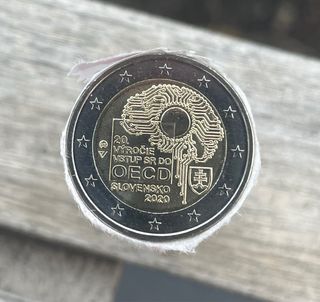 20.
VÝROČIE
VSTUP SR DO
OECD
SLOVENSKO
2020